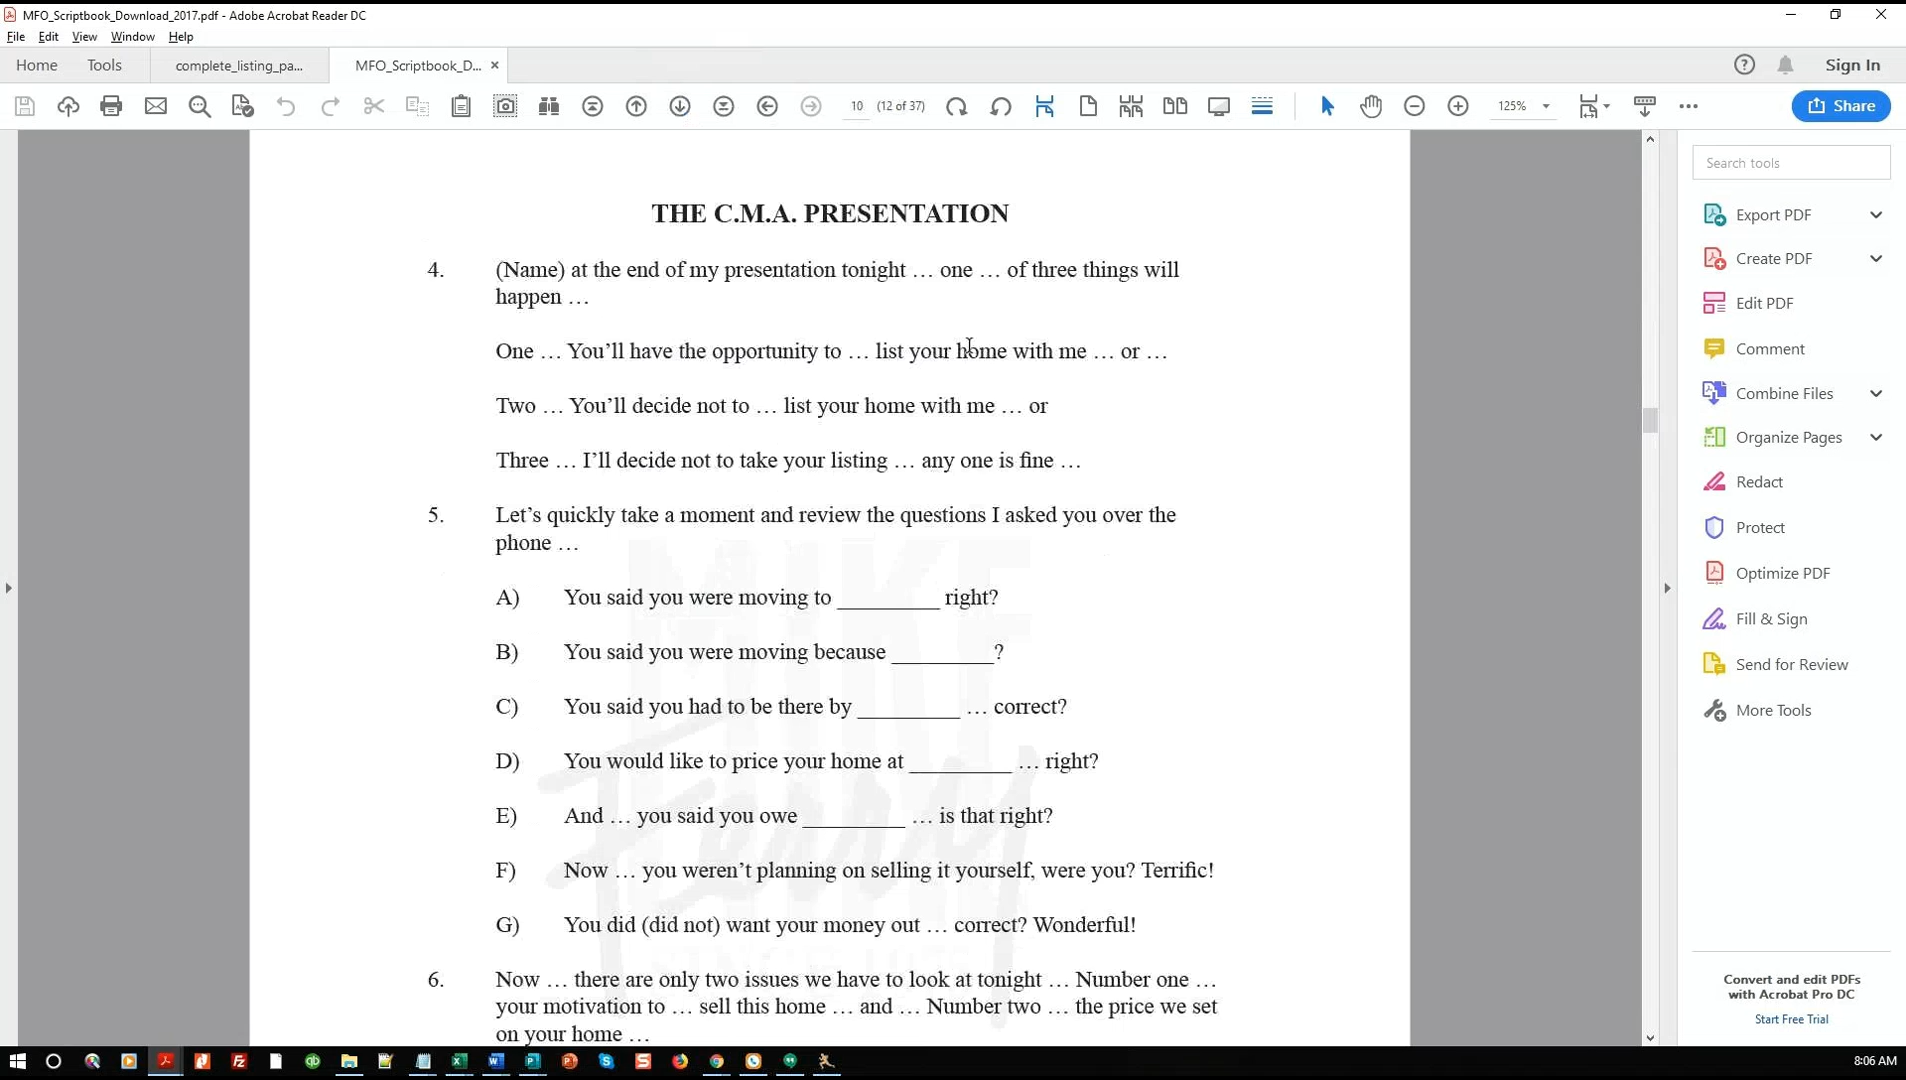 MFO_Scriptbook_Download_2017.pdf - Adobe Acrobat Reader DC
File Edit View Window Help
Home Tools complete_listing_pa... MFO_Scriptbook_D... × Sign In
10 (12 of 37) 125% Share
THE C.M.A. PRESENTATION
4. (Name) at the end of my presentation tonight … one … of three things will
happen …
One … You’ll have the opportunity to … list your home with me … or …
Two … You’ll decide not to … list your home with me … or
Three … I’ll decide not to take your listing … any one is fine …
5. Let’s quickly take a moment and review the questions I asked you over the
phone …
A) You said you were moving to _________ right?
B) You said you were moving because _________?
C) You said you had to be there by _________ … correct?
D) You would like to price your home at _________ … right?
E) And … you said you owe _________ … is that right?
F) Now … you weren’t planning on selling it yourself, were you? Terrific!
G) You did (did not) want your money out … correct? Wonderful!
6. Now … there are only two issues we have to look at tonight … Number one …
your motivation to … sell this home … and … Number two … the price we set
on your home …
MIKE
Ferry
Search tools
Export PDF
Create PDF
Edit PDF
Comment
Combine Files
Organize Pages
Redact
Protect
Optimize PDF
Fill & Sign
Send for Review
More Tools
Convert and edit PDFs
with Acrobat Pro DC
Start Free Trial
8:06 AM